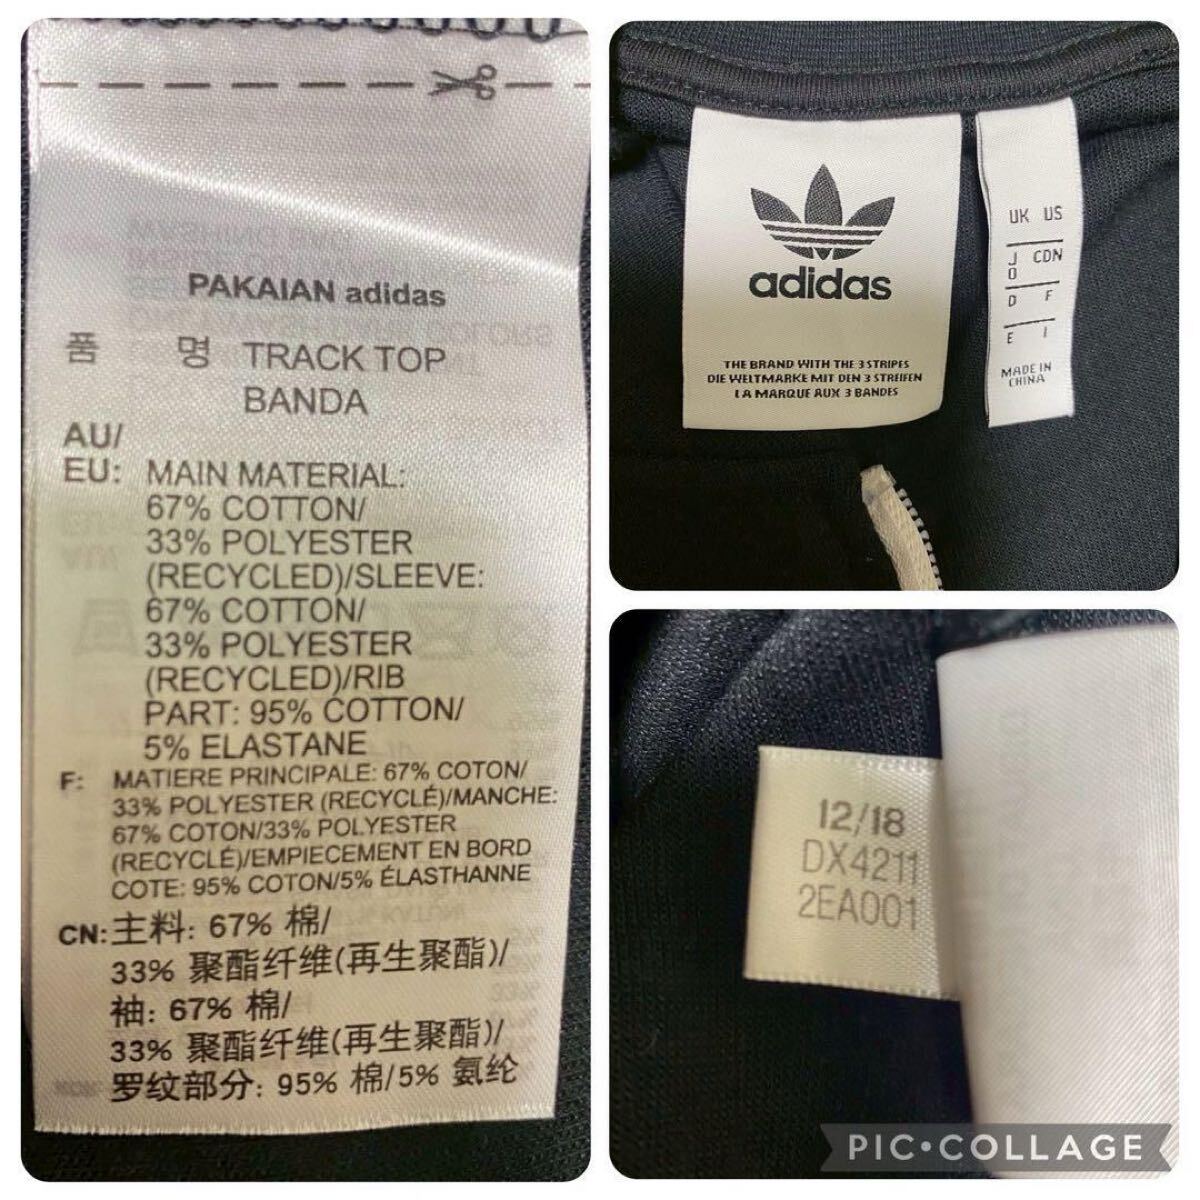 PAKAIAN adidas
품 명 TRACK TOP
BANDA
AU/
EU: MAIN MATERIAL:
67% COTTON/
33% POLYESTER
(RECYCLED)/SLEEVE:
67% COTTON/
33% POLYESTER
(RECYCLED)/RIB
PART: 95% COTTON/
5% ELASTANE
F: MATIERE PRINCIPALE: 67% COTON/
33% POLYESTER (RECYCLÉ)/MANCHE:
67% COTON/33% POLYESTER
(RECYCLÉ)/EMPIECEMENT EN BORD
COTE: 95% COTON/5% ÉLASTHANNE
CN: 主料: 67% 棉/
33% 聚酯纤维(再生聚酯)/
袖: 67% 棉/
33% 聚酯纤维(再生聚酯)/
罗纹部分: 95% 棉/5% 氨纶
adidas
THE BRAND WITH THE 3 STRIPES
DIE WELTMARKE MIT DEN 3 STREIFEN
LA MARQUE AUX 3 BANDES
UK US
J
O CDN
D F
E I
MADE IN
CHINA
12/18
DX4211
2EA001
PIC•COLLAGE